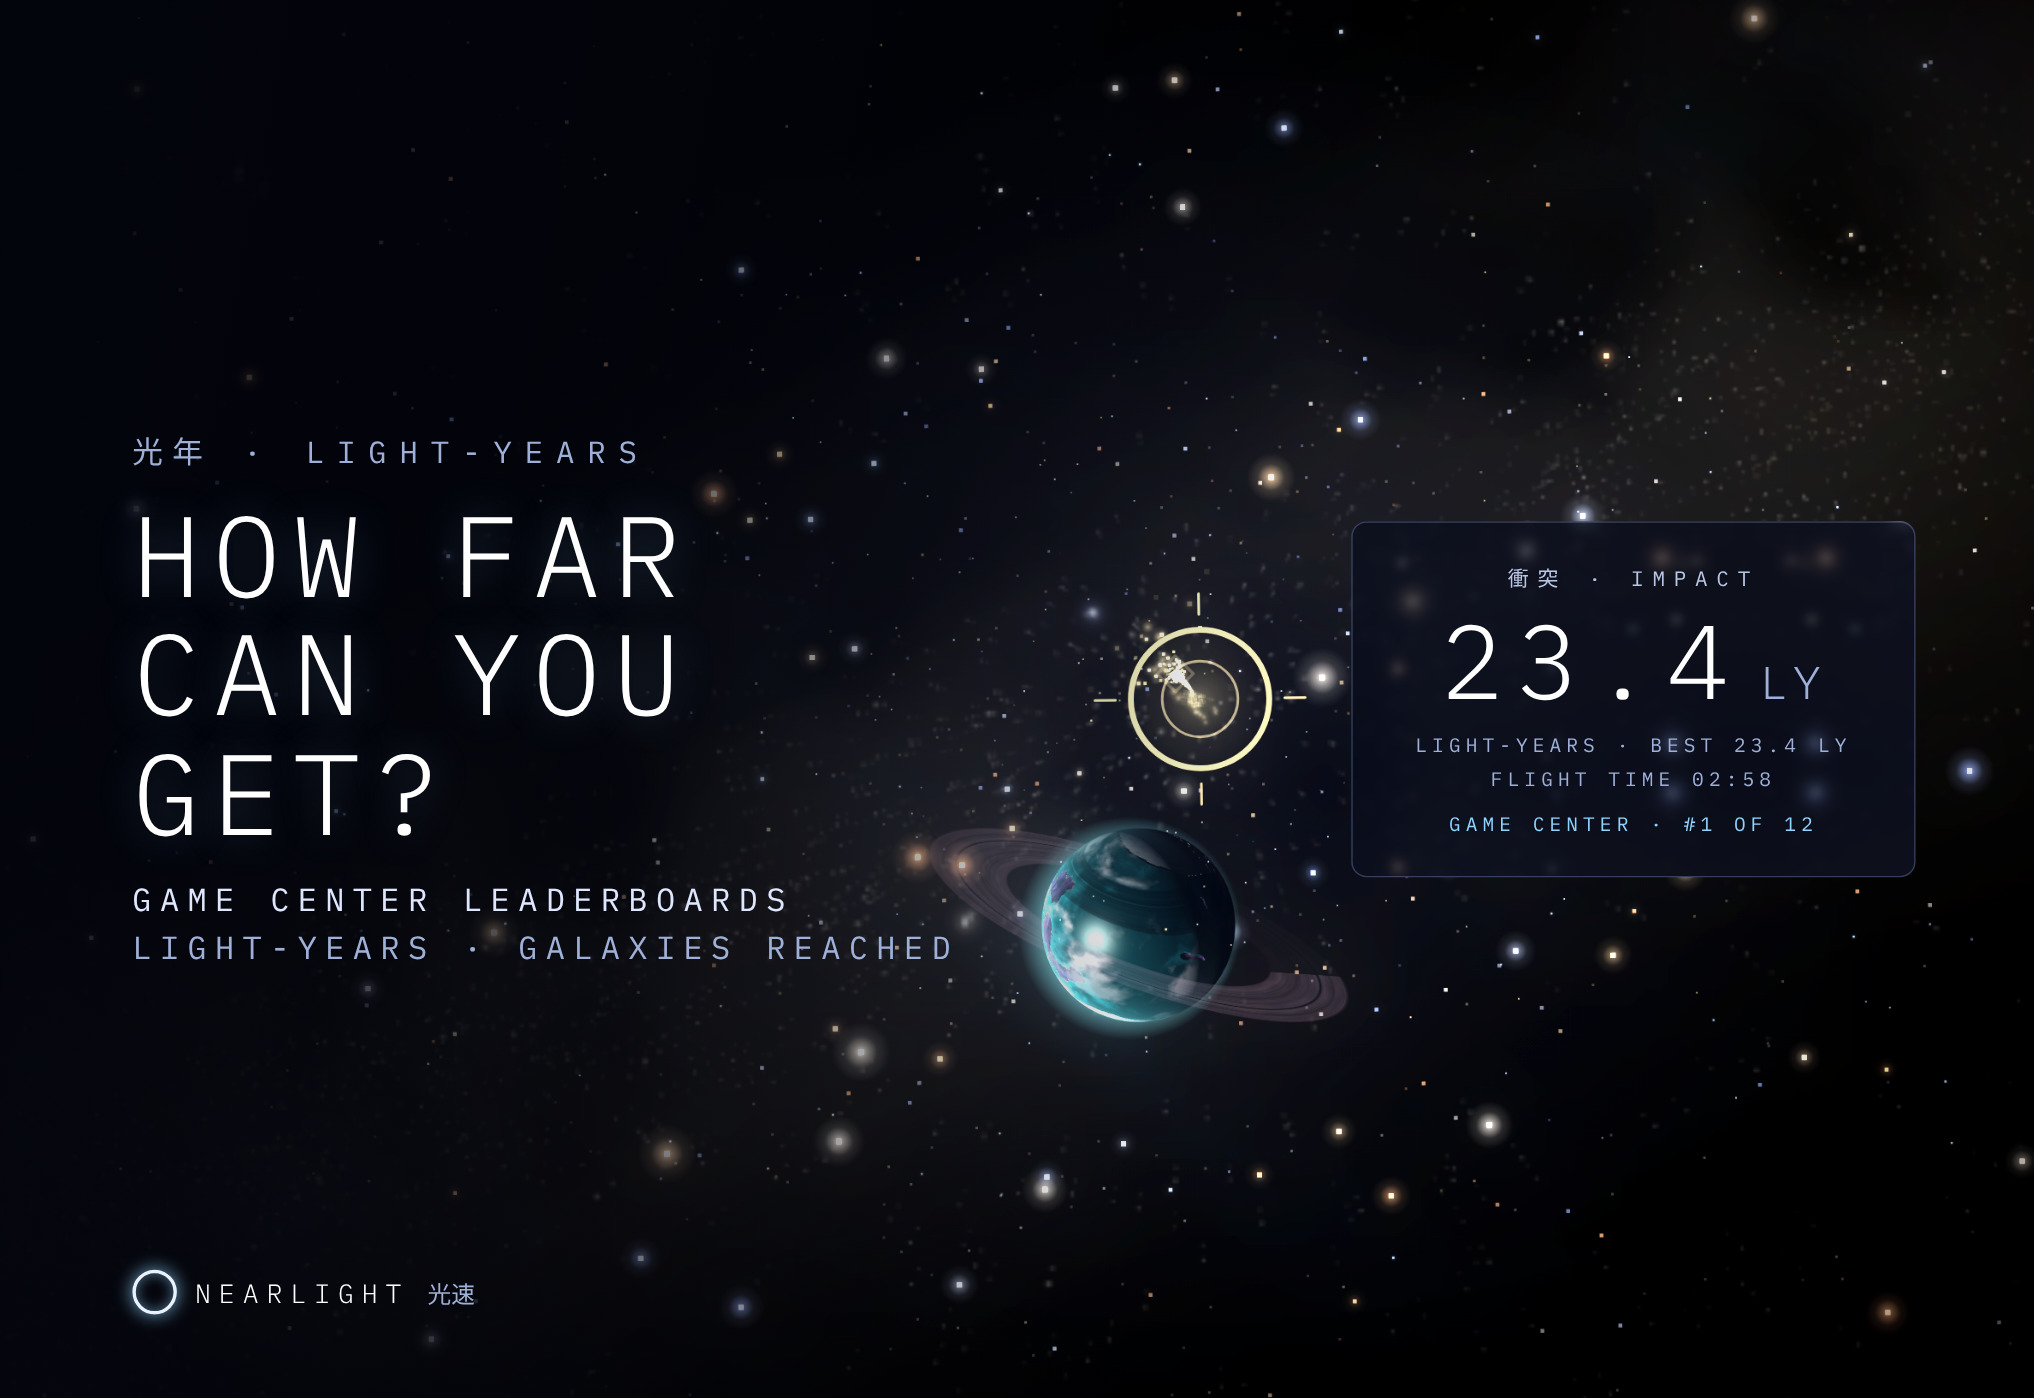 光年 · LIGHT-YEARS
HOW FAR
CAN YOU
GET?
GAME CENTER LEADERBOARDS
LIGHT-YEARS · GALAXIES REACHED
衝突 · IMPACT
23.4 LY
LIGHT-YEARS · BEST 23.4 LY
FLIGHT TIME 02:58
GAME CENTER · #1 OF 12
NEARLIGHT 光速